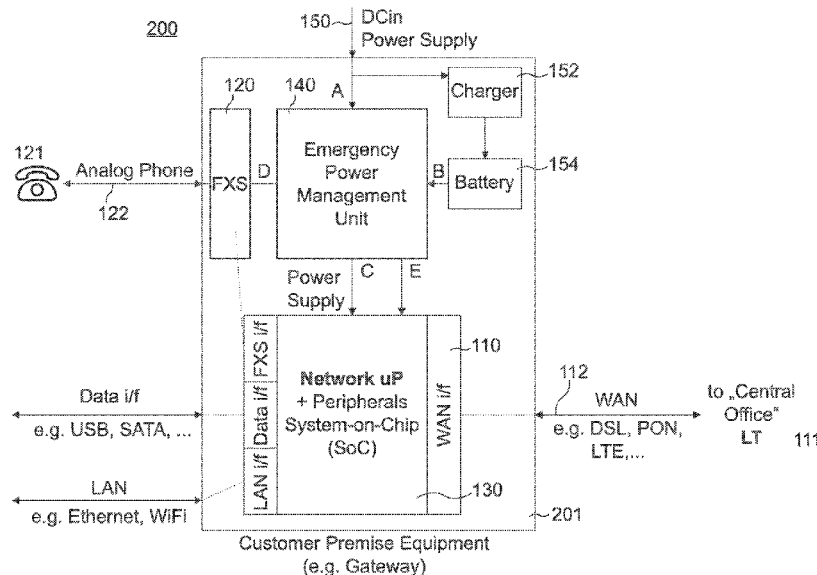 200
150
DCin
Power Supply
120
140
A
Charger
152
121
Analog Phone
122
FXS
D
Emergency
Power
Management
Unit
B
Battery
154
Power
Supply
C
E
FXS i/f
Data i/f
LAN i/f
Network uP
+ Peripherals
System-on-Chip
(SoC)
WAN i/f
110
130
Data i/f
e.g. USB, SATA, ...
LAN
e.g. Ethernet, WiFi
112
WAN
e.g. DSL, PON,
LTE,...
to „Central
Office"
LT
111
201
Customer Premise Equipment
(e.g. Gateway)